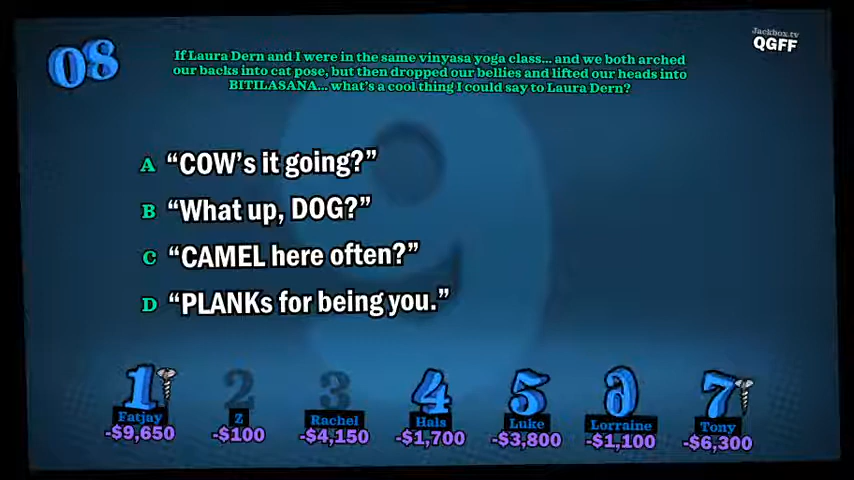 08
Jackbox.tv
QGFF
If Laura Dern and I were in the same vinyasa yoga class... and we both arched
our backs into cat pose, but then dropped our bellies and lifted our heads into
BITILASANA... what's a cool thing I could say to Laura Dern?
9
A "COW's it going?"
B "What up, DOG?"
C "CAMEL here often?"
D "PLANKs for being you."
1 2 3 4 5 6 7
Fatjay Z Rachel Hals Luke Lorraine Tony
-$9,650 -$100 -$4,150 -$1,700 -$3,800 -$1,100 -$6,300